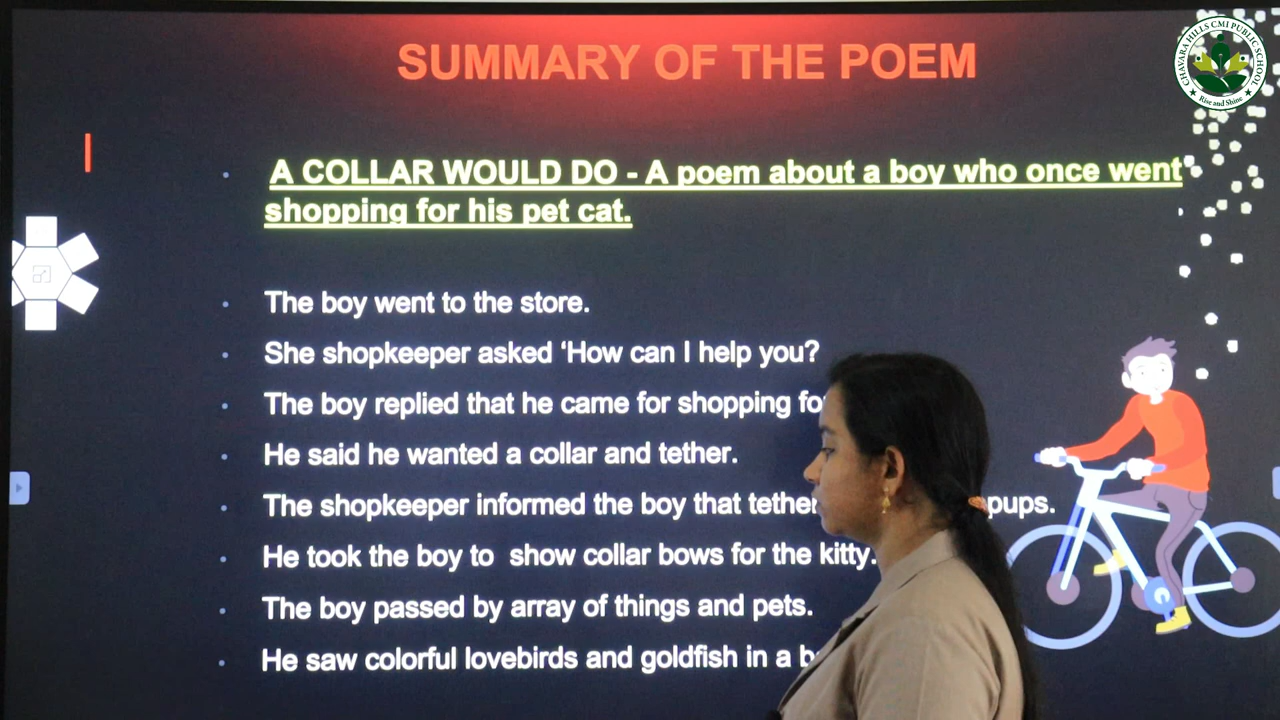 SUMMARY OF THE POEM
CHAVARA HILLS CMI PUBLIC SCHOOL
Rise and Shine
A COLLAR WOULD DO - A poem about a boy who once went
shopping for his pet cat.
The boy went to the store.
She shopkeeper asked ‘How can I help you?
The boy replied that he came for shopping
He said he wanted a collar and tether.
The shopkeeper informed the boy that
He took the boy to show collar bows for the kitty.
The boy passed by array of things and pets.
He saw colorful lovebirds and goldfish in a